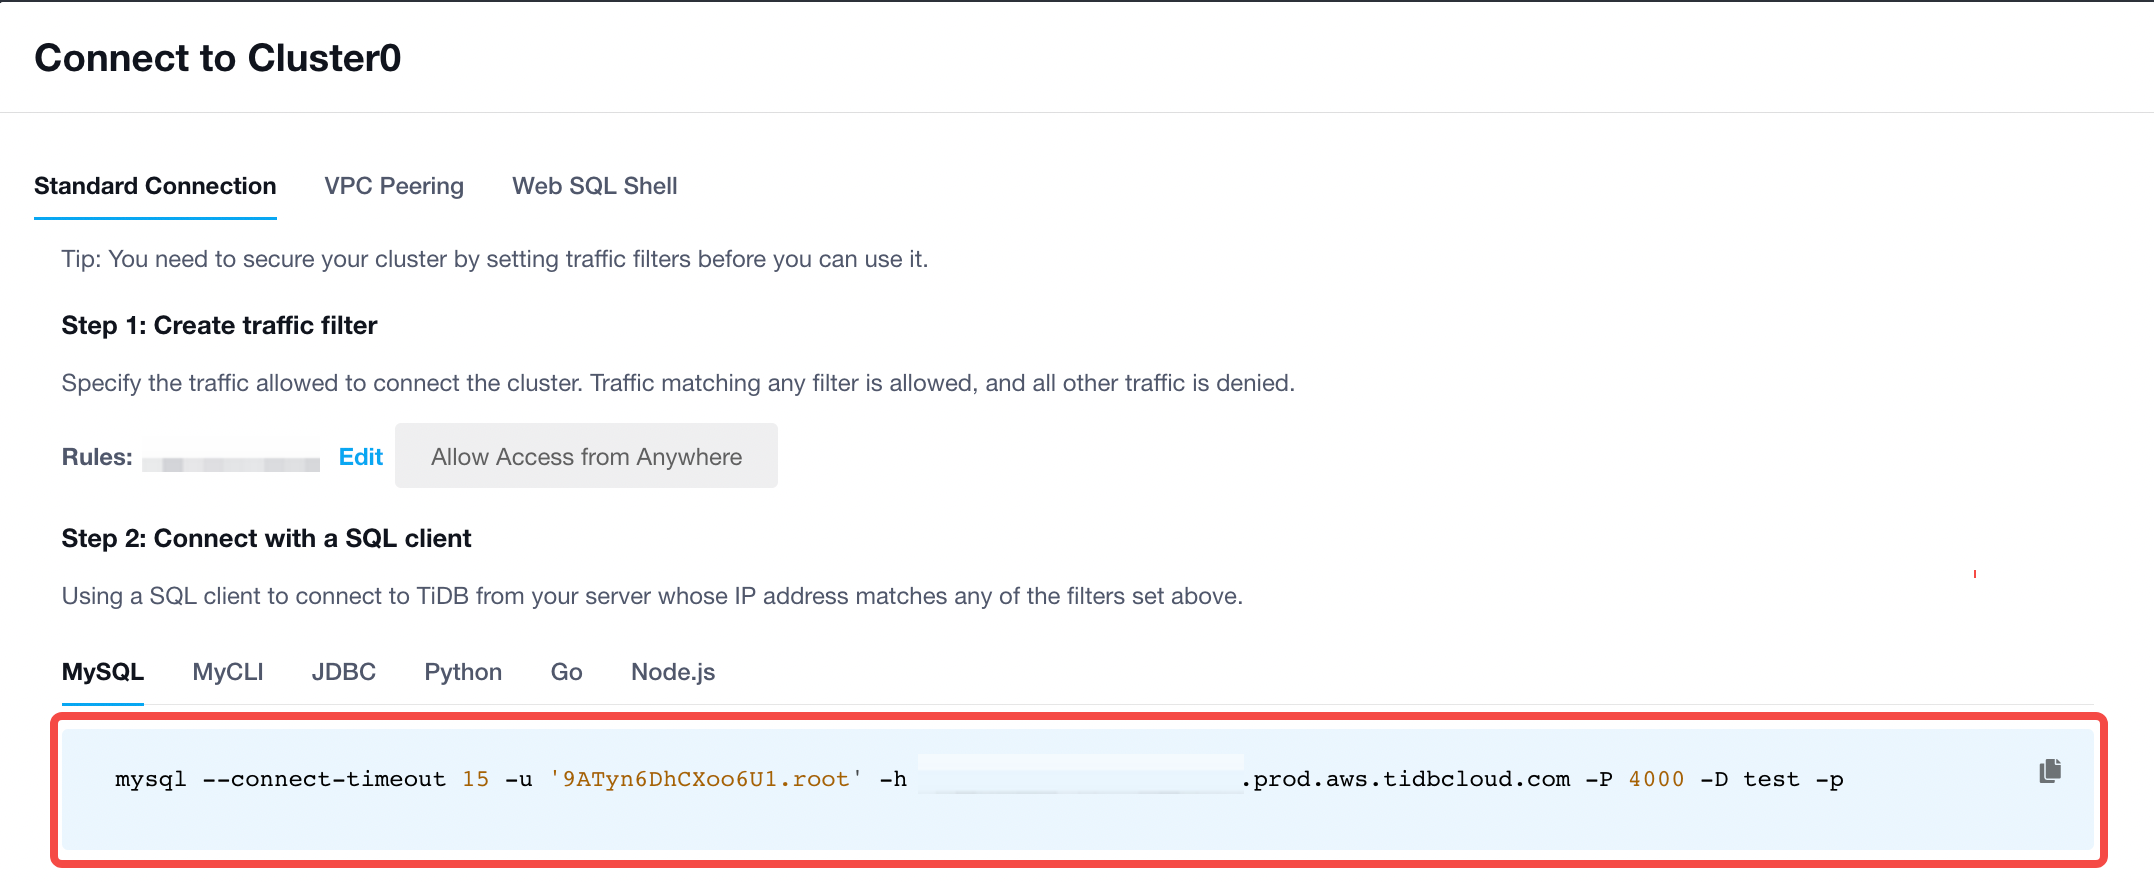 Connect to Cluster0
Standard Connection VPC Peering Web SQL Shell
Tip: You need to secure your cluster by setting traffic filters before you can use it.
Step 1: Create traffic filter
Specify the traffic allowed to connect the cluster. Traffic matching any filter is allowed, and all other traffic is denied.
Rules: Edit Allow Access from Anywhere
Step 2: Connect with a SQL client
Using a SQL client to connect to TiDB from your server whose IP address matches any of the filters set above.
MySQL MyCLI JDBC Python Go Node.js
mysql --connect-timeout 15 -u '9ATyn6DhCXoo6U1.root' -h .prod.aws.tidbcloud.com -P 4000 -D test -p